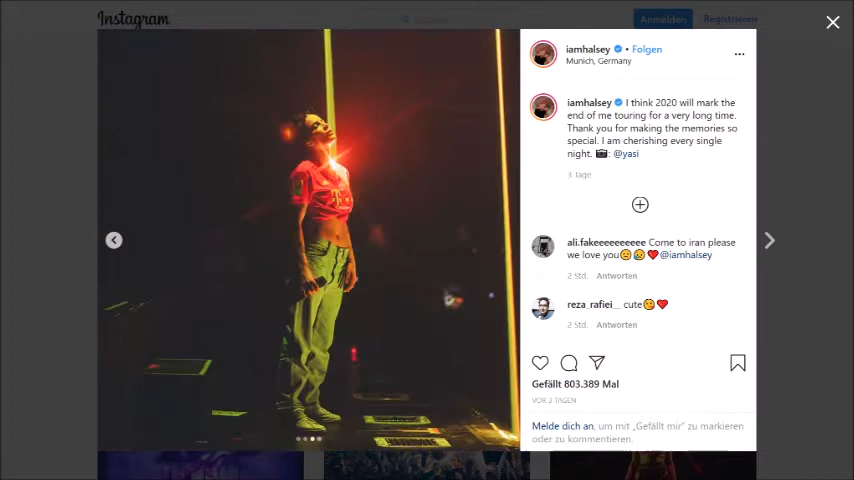 Instagram
Anmelden
Registrieren
iamhalsey • Folgen
Munich, Germany
iamhalsey I think 2020 will mark the
end of me touring for a very long time.
Thank you for making the memories so
special. I am cherishing every single
night. 📷: @yasi
3 Tage
ali.fakeeeeeeeeee Come to iran please
we love you😍😥❤️@iamhalsey
2 Std. Antworten
reza_rafiei__ cute😘❤️
2 Std. Antworten
Gefällt 803.389 Mal
VOR 3 TAGEN
Melde dich an, um mit „Gefällt mir“ zu markieren
oder zu kommentieren.